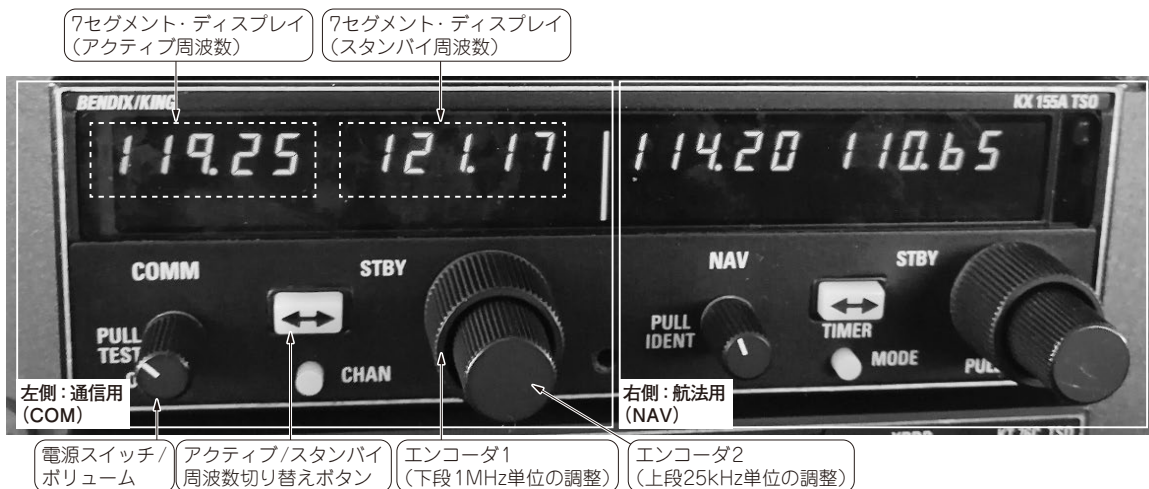 7セグメント・ディスプレイ
(アクティブ周波数)
7セグメント・ディスプレイ
(スタンバイ周波数)
BENDIX/KING
KX 155A TSO
119.25
121.17
114.20
110.65
COMM
STBY
NAV
STBY
PULL
TEST
CHAN
PULL
IDENT
TIMER
MODE
PULL
左側:通信用
(COM)
右側:航法用
(NAV)
電源スイッチ/
ボリューム
アクティブ/スタンバイ
周波数切り替えボタン
エンコーダ1
(下段1MHz単位の調整)
エンコーダ2
(上段25kHz単位の調整)